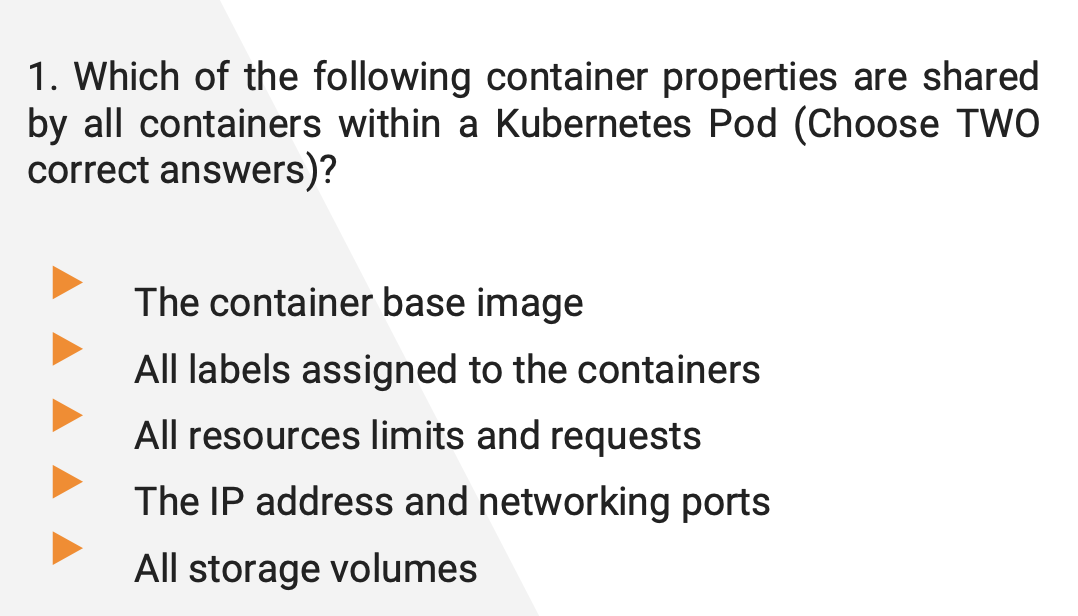 1. Which of the following container properties are shared
by all containers within a Kubernetes Pod (Choose TWO
correct answers)?
The container base image
All labels assigned to the containers
All resources limits and requests
The IP address and networking ports
All storage volumes